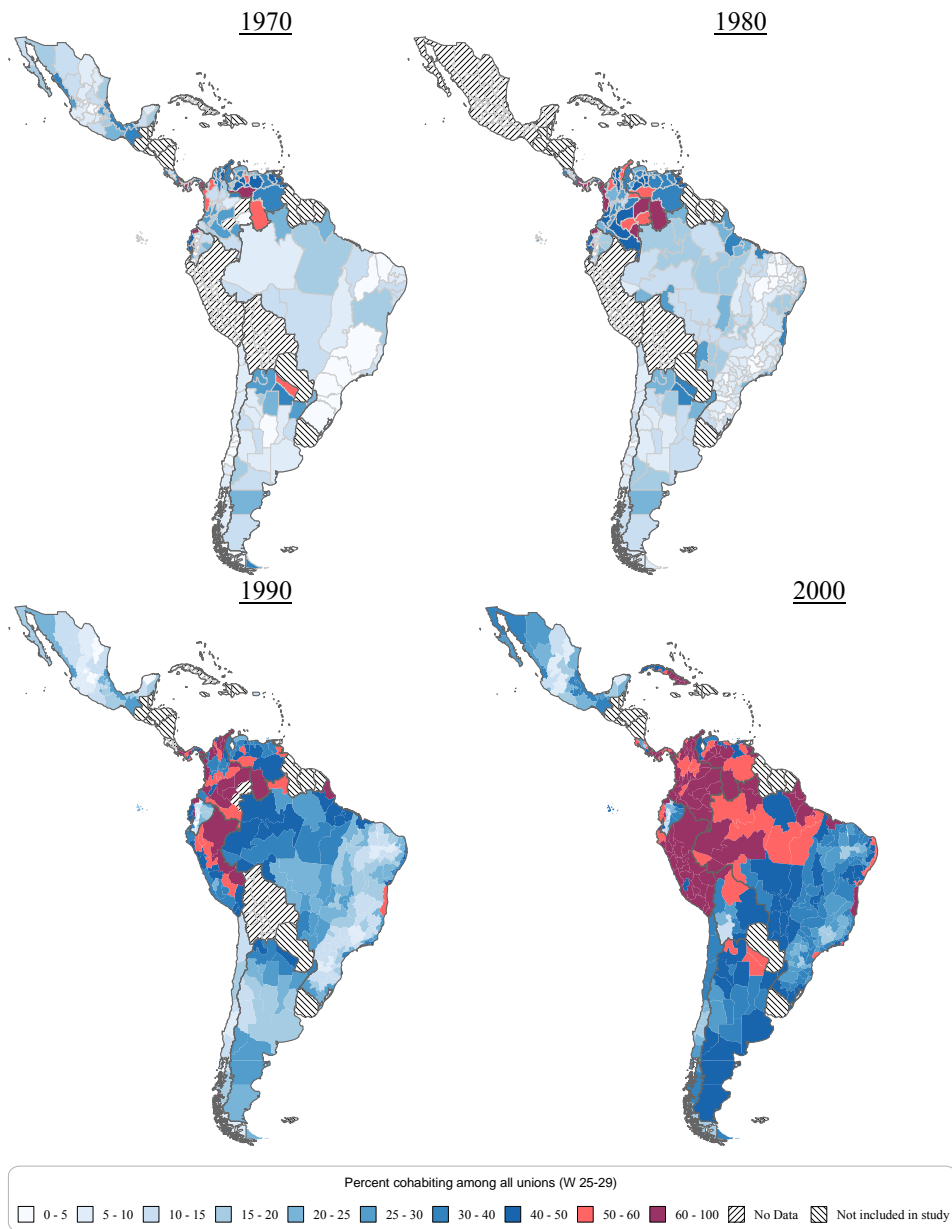 1970
1980
1990
2000
Percent cohabiting among all unions (W 25-29)
0 - 5 5 - 10 10 - 15 15 - 20 20 - 25 25 - 30 30 - 40 40 - 50 50 - 60 60 - 100 No Data Not included in study